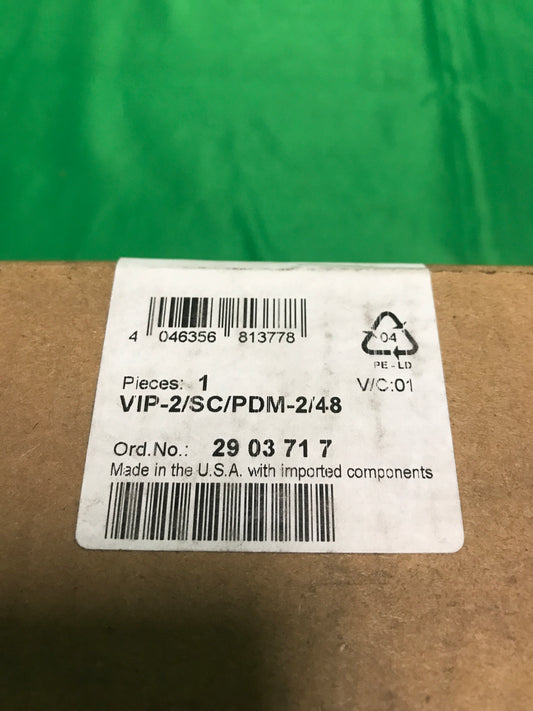 4 046356 813778
04
PE-LD
Pieces: 1
V/C:01
VIP-2/SC/PDM-2/48
Ord.No.: 29 03 71 7
Made in the U.S.A. with imported components